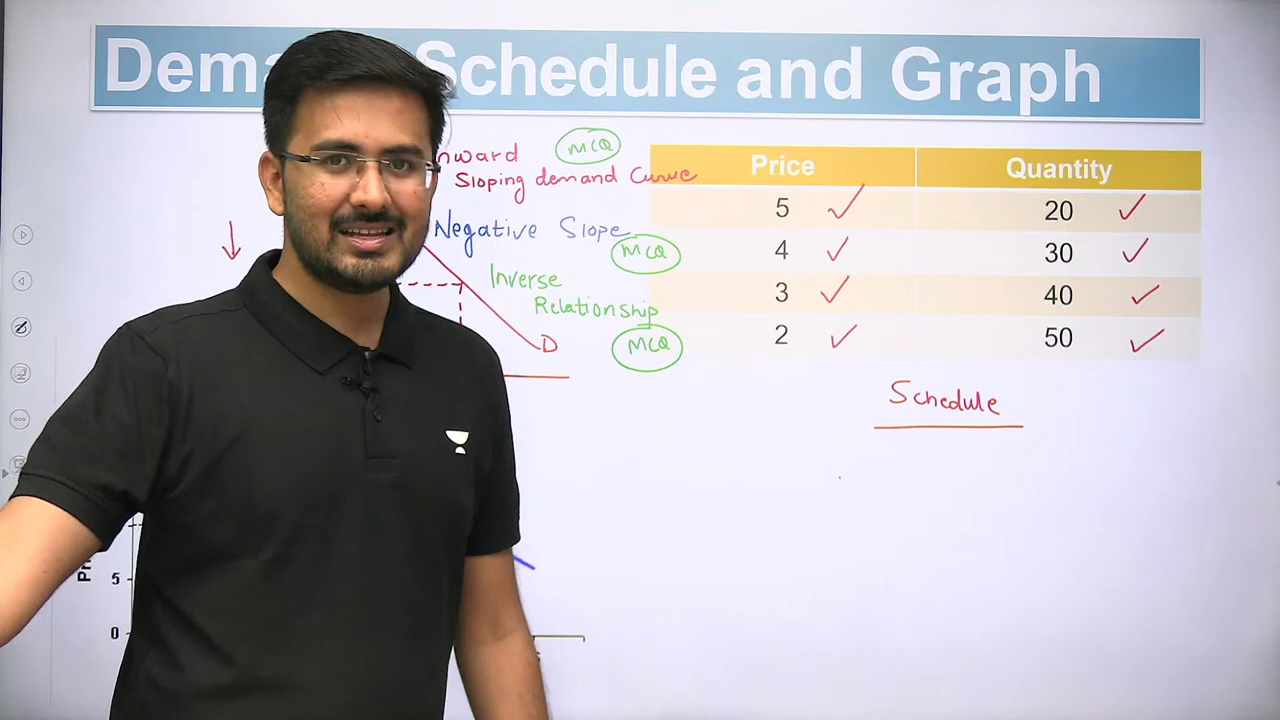 Schedule and Graph
MCQ
Sloping demand Curve
Negative Slope
MCQ
Inverse
Relationship
MCQ
D
Price Quantity
5 20
4 30
3 40
2 50
Schedule
5
0